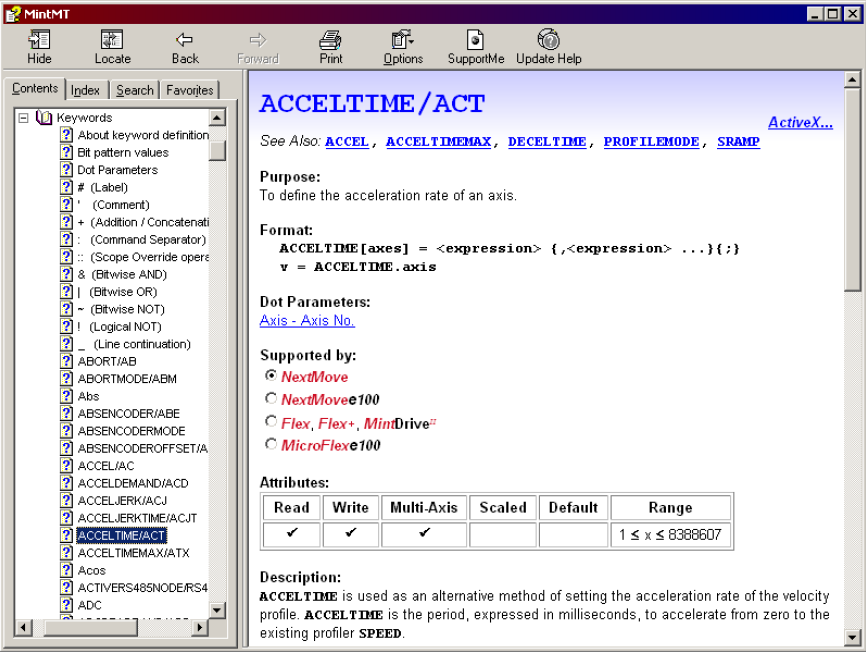 MintMT
Hide Locate Back Forward Print Options SupportMe Update Help
Contents Index Search Favorites
Keywords
About keyword definition
Bit pattern values
Dot Parameters
# (Label)
' (Comment)
+ (Addition / Concatenati
: (Command Separator)
:: (Scope Override opera
& (Bitwise AND)
| (Bitwise OR)
~ (Bitwise NOT)
! (Logical NOT)
_ (Line continuation)
ABORT/AB
ABORTMODE/ABM
Abs
ABSENCODER/ABE
ABSENCODERMODE
ABSENCODEROFFSET/A
ACCEL/AC
ACCELDEMAND/ACD
ACCELJERK/ACJ
ACCELJERKTIME/ACJT
ACCELTIME/ACT
ACCELTIMEMAX/ATX
Acos
ACTIVERS485NODE/RS4
ADC
ACCELTIME/ACT
ActiveX...
See Also: ACCEL, ACCELTIMEMAX, DECELTIME, PROFILEMODE, SRAMP
Purpose:
To define the acceleration rate of an axis.
Format:
ACCELTIME[axes] = <expression> {,<expression> ...}{;}
v = ACCELTIME.axis
Dot Parameters:
Axis - Axis No.
Supported by:
NextMove
NextMovee100
Flex, Flex+, MintDrive
MicroFlexe100
Attributes:
Read Write Multi-Axis Scaled Default Range
✓ ✓ ✓ 1 ≤ x ≤ 8388607
Description:
ACCELTIME is used as an alternative method of setting the acceleration rate of the velocity
profile. ACCELTIME is the period, expressed in milliseconds, to accelerate from zero to the
existing profiler SPEED.